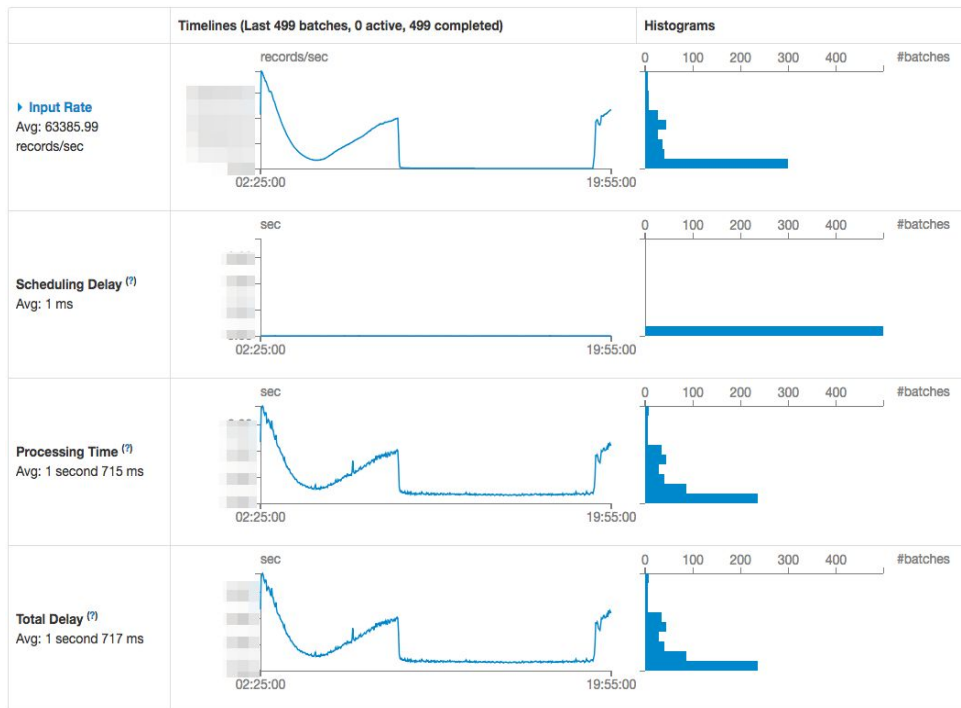 Timelines (Last 499 batches, 0 active, 499 completed)
Histograms
Input Rate
Avg: 63385.99
records/sec
records/sec
02:25:00
19:55:00
0 100 200 300 400 #batches
Scheduling Delay (?)
Avg: 1 ms
sec
02:25:00
19:55:00
0 100 200 300 400 #batches
Processing Time (?)
Avg: 1 second 715 ms
sec
02:25:00
19:55:00
0 100 200 300 400 #batches
Total Delay (?)
Avg: 1 second 717 ms
sec
02:25:00
19:55:00
0 100 200 300 400 #batches